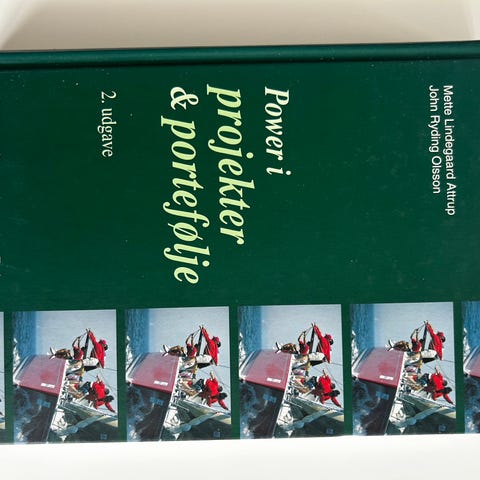 Mette Lindegaard Attrup
John Ryding Olsson
Power i
projekter
& portefølje
2. udgave